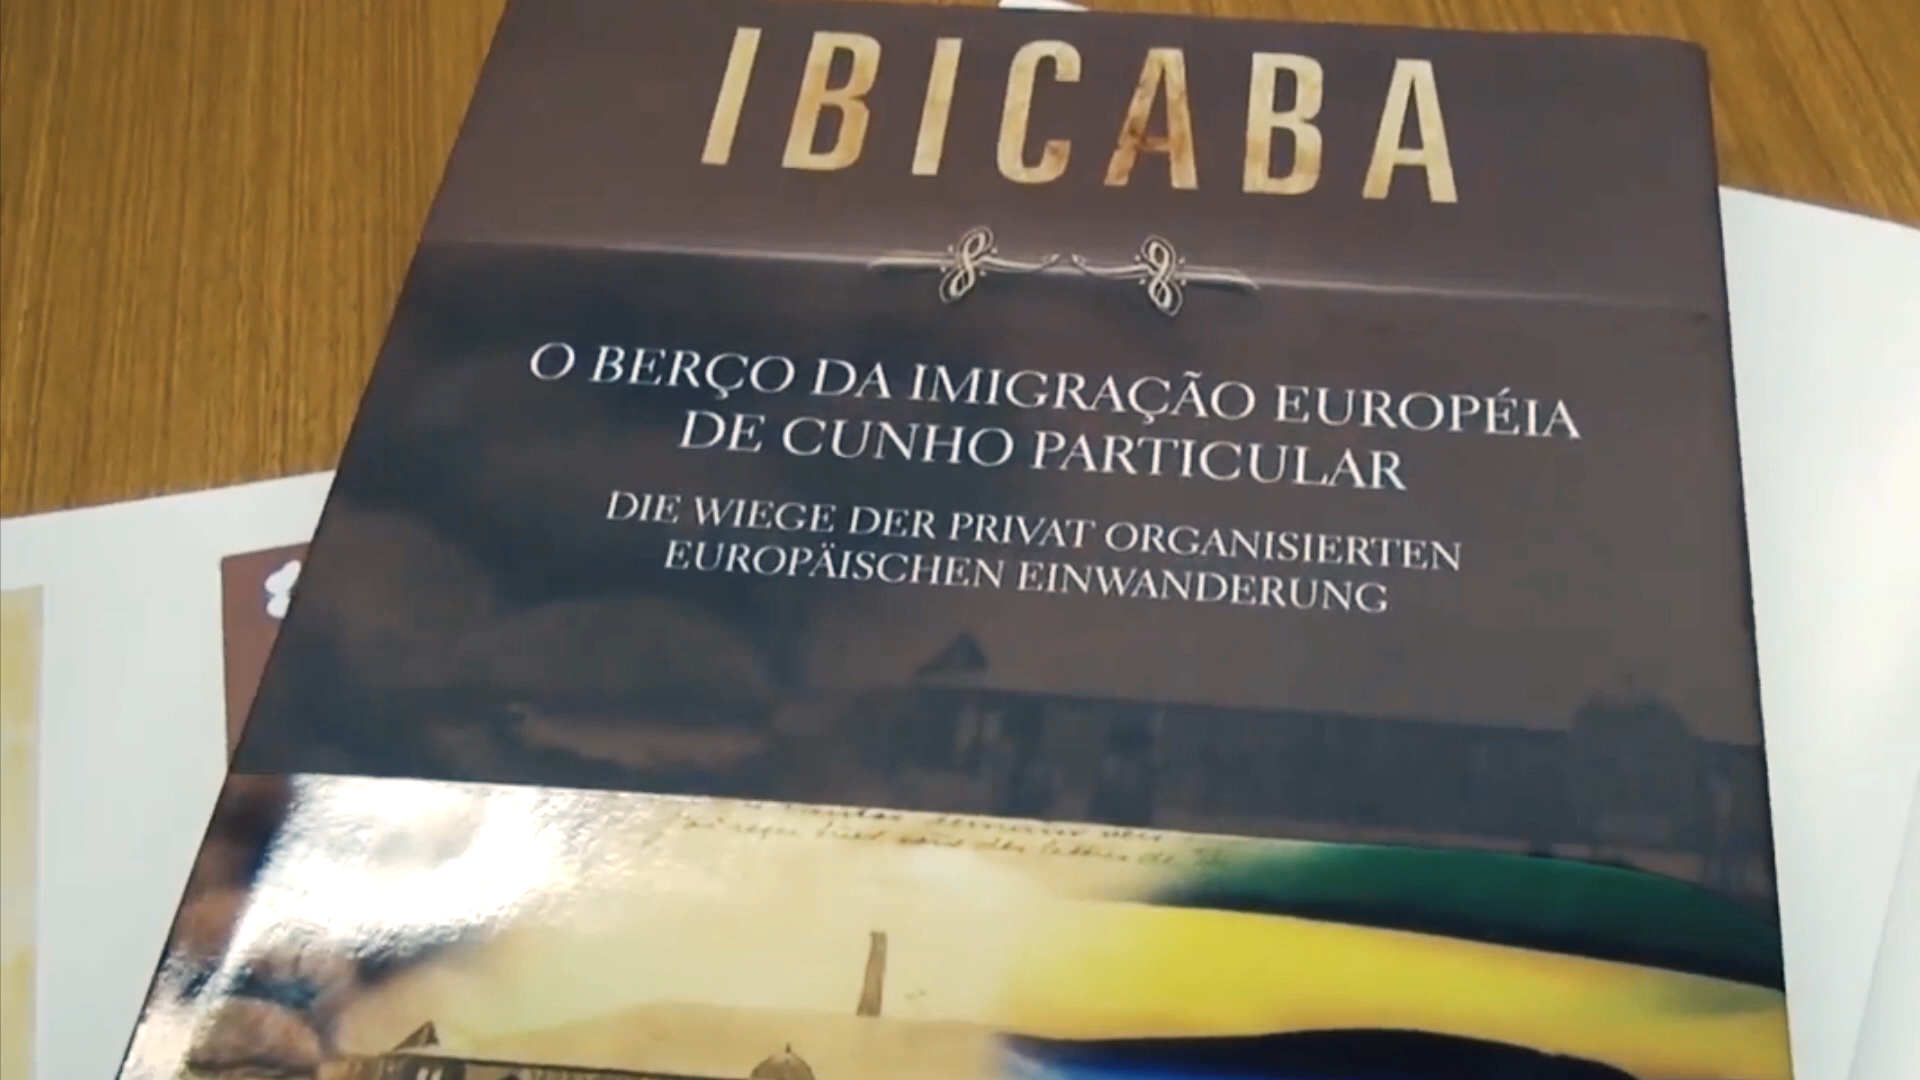 IBICABA
O BERÇO DA IMIGRAÇÃO EUROPÉIA
DE CUNHO PARTICULAR
DIE WIEGE DER PRIVAT ORGANISIERTEN
EUROPÄISCHEN EINWANDERUNG